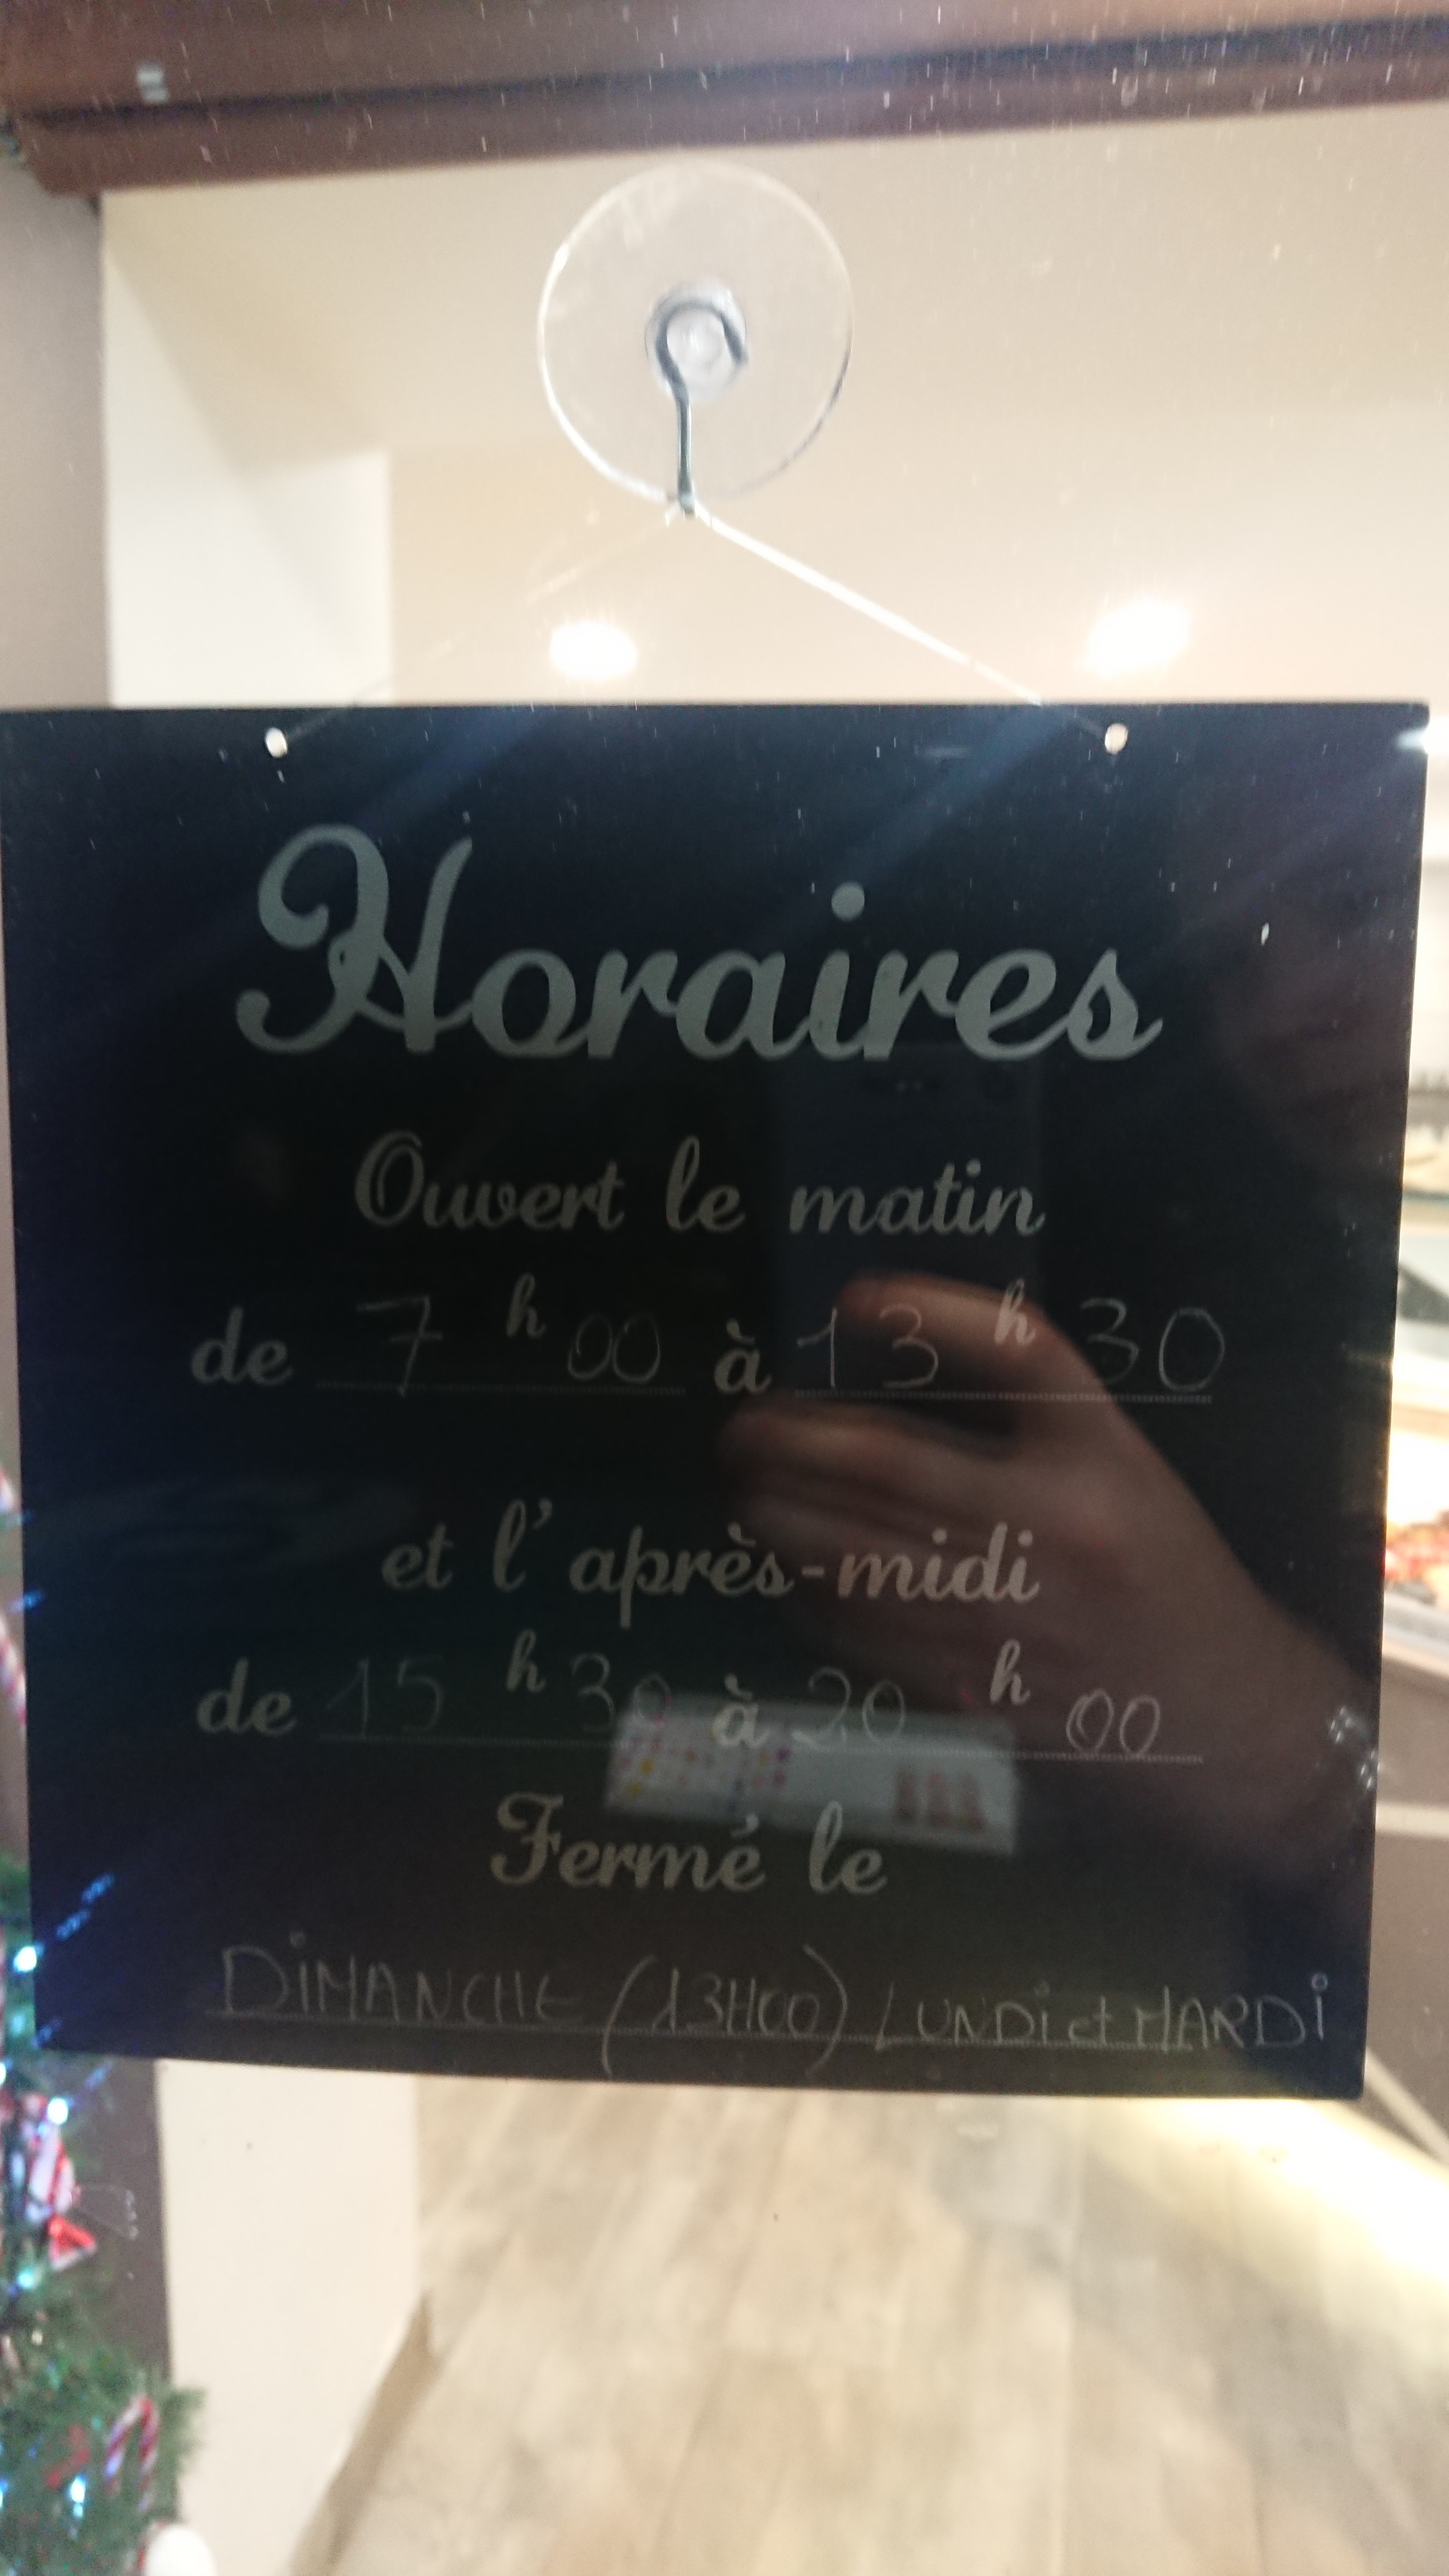 Horaires
Ouvert le matin
de 7 h 00 à 13 h 30
et l'après-midi
de 15 h 30 à 20 h 00
Fermé le
DiMANCHE (13H00) LUNDi et MARDi